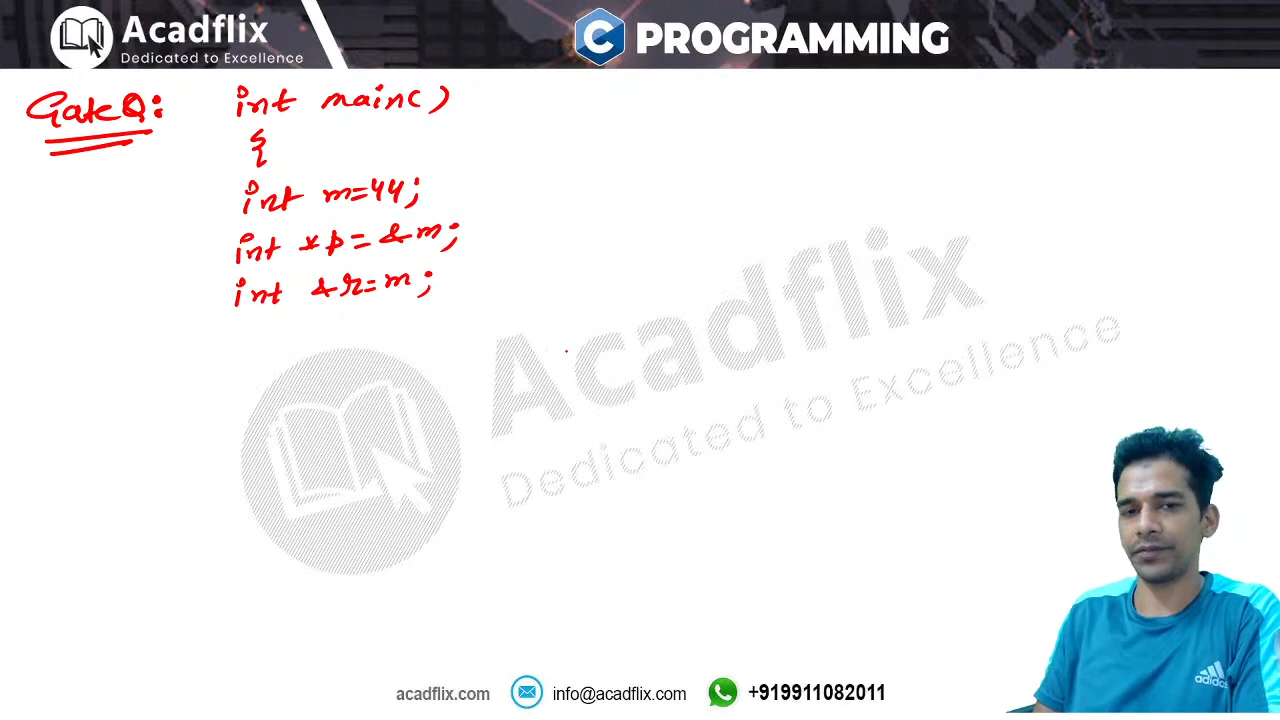 Acadflix
Dedicated to Excellence
C PROGRAMMING
GateQ: int main()
{
int m=44;
int *p=&m;
int &r=m;
Acadflix
Dedicated to Excellence
adidas
acadflix.com info@acadflix.com +919911082011